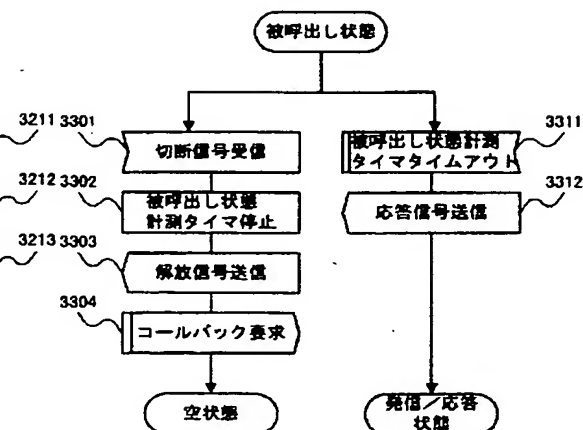 被呼出し状態
3211 3301
切断信号受信
3311
被呼出し状態計測
タイマタイムアウト
3212 3302
被呼出し状態
計測タイマ停止
3312
応答信号送信
3213 3303
解放信号送信
3304
コールバック要求
空状態
発信/応答
状態